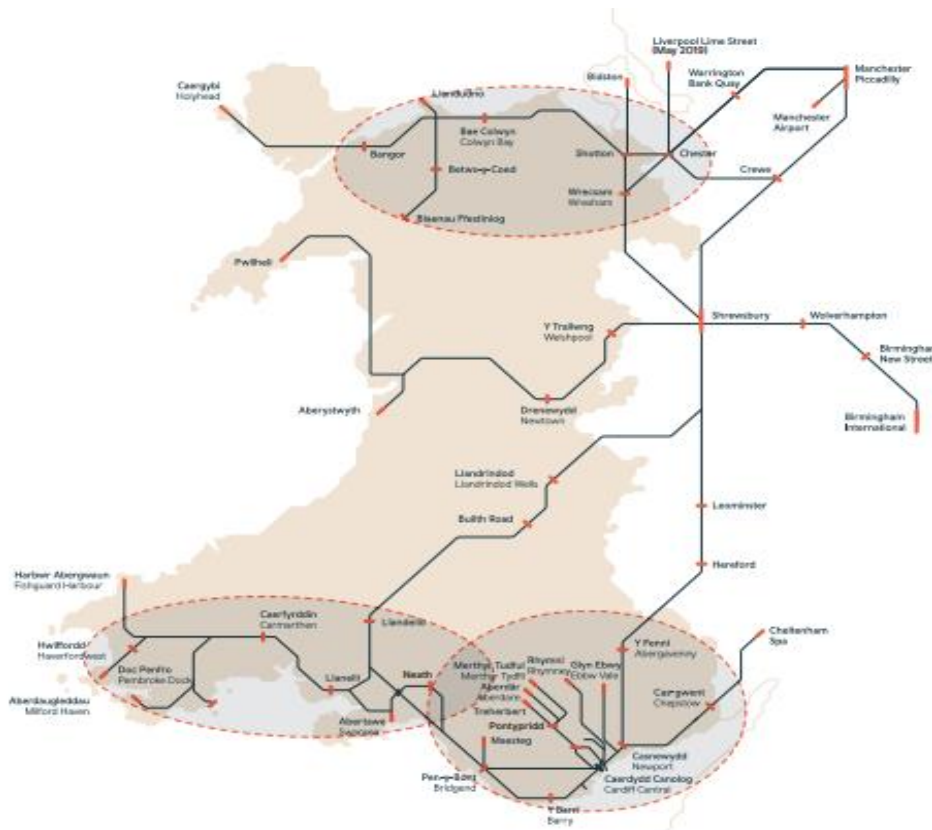 Liverpool Lime Street
(May 2019)
Bidston
Warrington
Bank Quay
Manchester
Piccadilly
Manchester
Airport
Caergybi
Holyhead
Llandudno
Bae Colwyn
Colwyn Bay
Bangor
Shotton
Chester
Crewe
Betws-y-Coed
Wrecsam
Wrexham
Blaenau Ffestiniog
Pwllheli
Shrewsbury
Wolverhampton
Y Trallwng
Welshpool
Birmingham
New Street
Aberystwyth
Drenewydd
Newtown
Birmingham
International
Llandrindod
Llandrindod Wells
Builth Road
Leominster
Hereford
Harbwr Abergwaun
Fishguard Harbour
Caerfyrddin
Carmarthen
Llandeilo
Cheltenham
Spa
Hwlffordd
Haverfordwest
Doc Penfro
Pembroke Dock
Aberdaugleddau
Milford Haven
Llanelli
Neath
Abertawe
Swansea
Merthyr Tudful
Merthyr Tydfil
Rhymni
Rhymney
Glyn Ebwy
Ebbw Vale
Y Fenni
Abergavenny
Aberdâr
Aberdare
Treherbert
Pontypridd
Maesteg
Cas-gwent
Chepstow
Casnewydd
Newport
Pen-y-Bont
Bridgend
Caerdydd Canolog
Cardiff Central
Y Barri
Barry